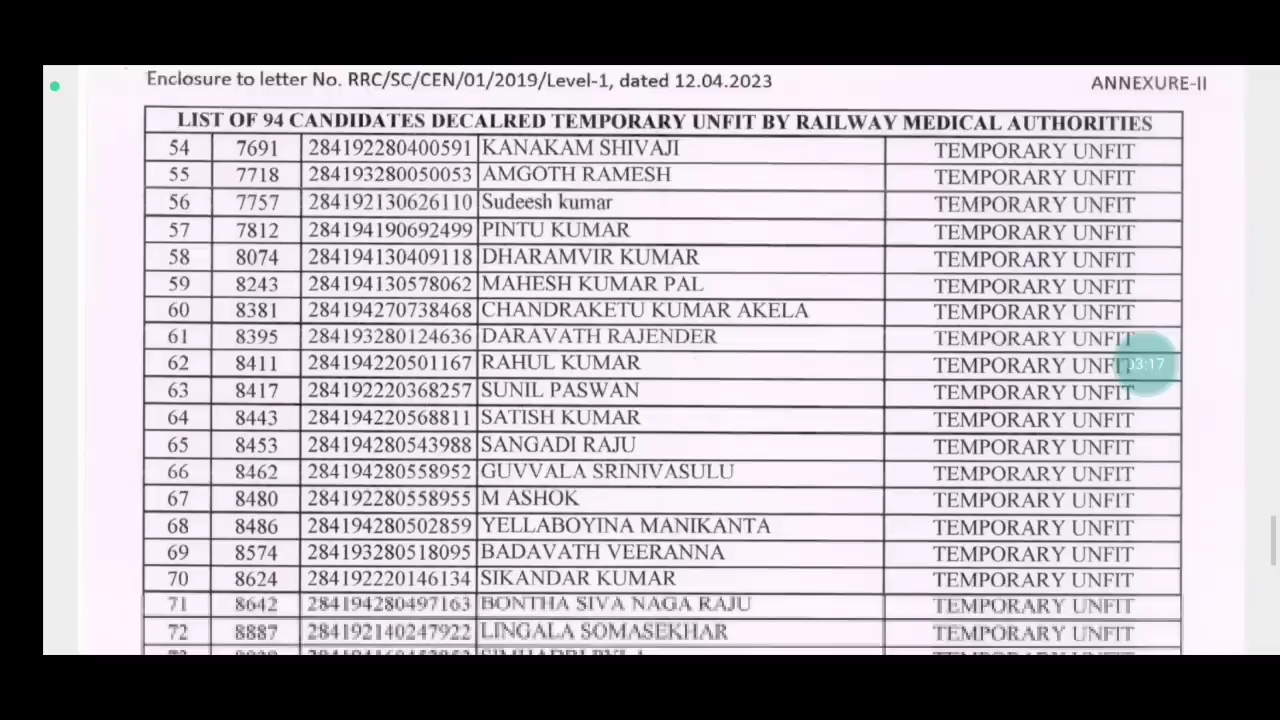 Enclosure to letter No. RRC/SC/CEN/01/2019/Level-1, dated 12.04.2023 ANNEXURE-II
LIST OF 94 CANDIDATES DECALRED TEMPORARY UNFIT BY RAILWAY MEDICAL AUTHORITIES
54 7691 284192280400591 KANAKAM SHIVAJI TEMPORARY UNFIT
55 7718 284193280050053 AMGOTH RAMESH TEMPORARY UNFIT
56 7757 284192130626110 Sudeesh kumar TEMPORARY UNFIT
57 7812 284194190692499 PINTU KUMAR TEMPORARY UNFIT
58 8074 284194130409118 DHARAMVIR KUMAR TEMPORARY UNFIT
59 8243 284194130578062 MAHESH KUMAR PAL TEMPORARY UNFIT
60 8381 284194270738468 CHANDRAKETU KUMAR AKELA TEMPORARY UNFIT
61 8395 284193280124636 DARAVATH RAJENDER TEMPORARY UNFIT
62 8411 284194220501167 RAHUL KUMAR TEMPORARY UNFIT 03:17
63 8417 284192220368257 SUNIL PASWAN TEMPORARY UNFIT
64 8443 284194220568811 SATISH KUMAR TEMPORARY UNFIT
65 8453 284194280543988 SANGADI RAJU TEMPORARY UNFIT
66 8462 284194280558952 GUVVALA SRINIVASULU TEMPORARY UNFIT
67 8480 284192280558955 M ASHOK TEMPORARY UNFIT
68 8486 284194280502859 YELLABOYINA MANIKANTA TEMPORARY UNFIT
69 8574 284193280518095 BADAVATH VEERANNA TEMPORARY UNFIT
70 8624 284192220146134 SIKANDAR KUMAR TEMPORARY UNFIT
71 8642 284194280497163 BONTHA SIVA NAGA RAJU TEMPORARY UNFIT
72 8887 284192140247922 LINGALA SOMASEKHAR TEMPORARY UNFIT